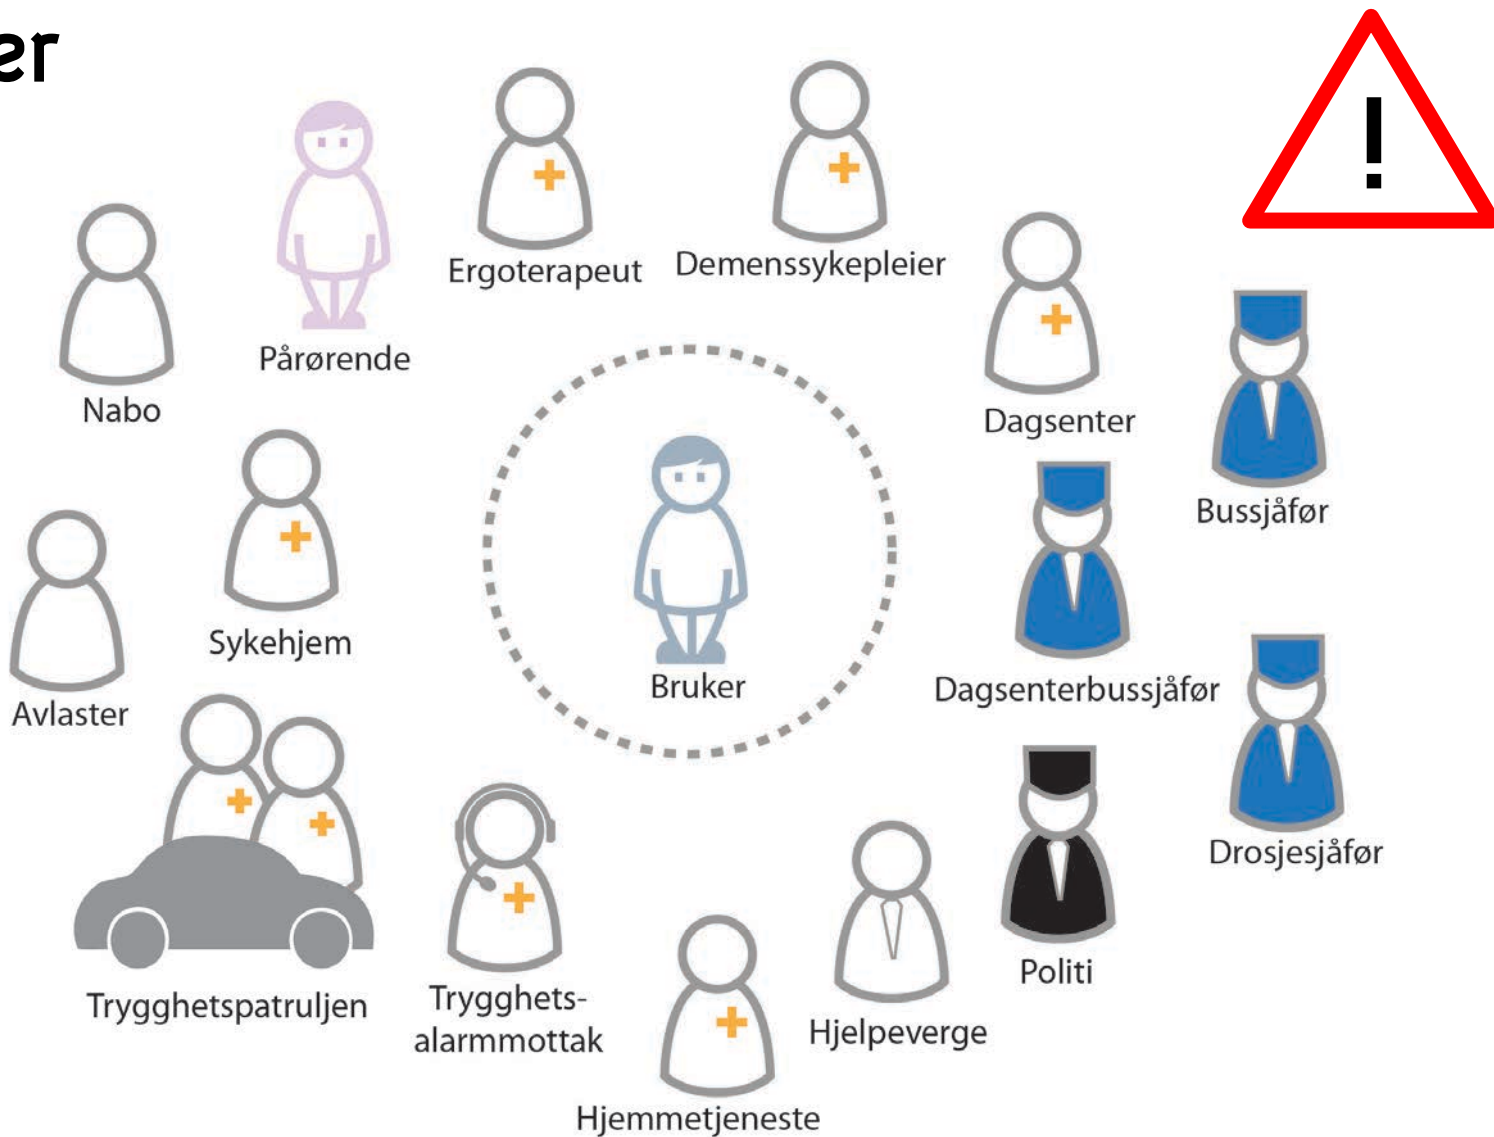 er
!
Ergoterapeut
Demenssykepleier
Pårørende
Nabo
Dagsenter
Bussjåfør
Sykehjem
Bruker
Dagsenterbussjåfør
Avlaster
Drosjesjåfør
Politi
Trygghetspatruljen
Trygghets-
alarmmottak
Hjelpeverge
Hjemmetjeneste